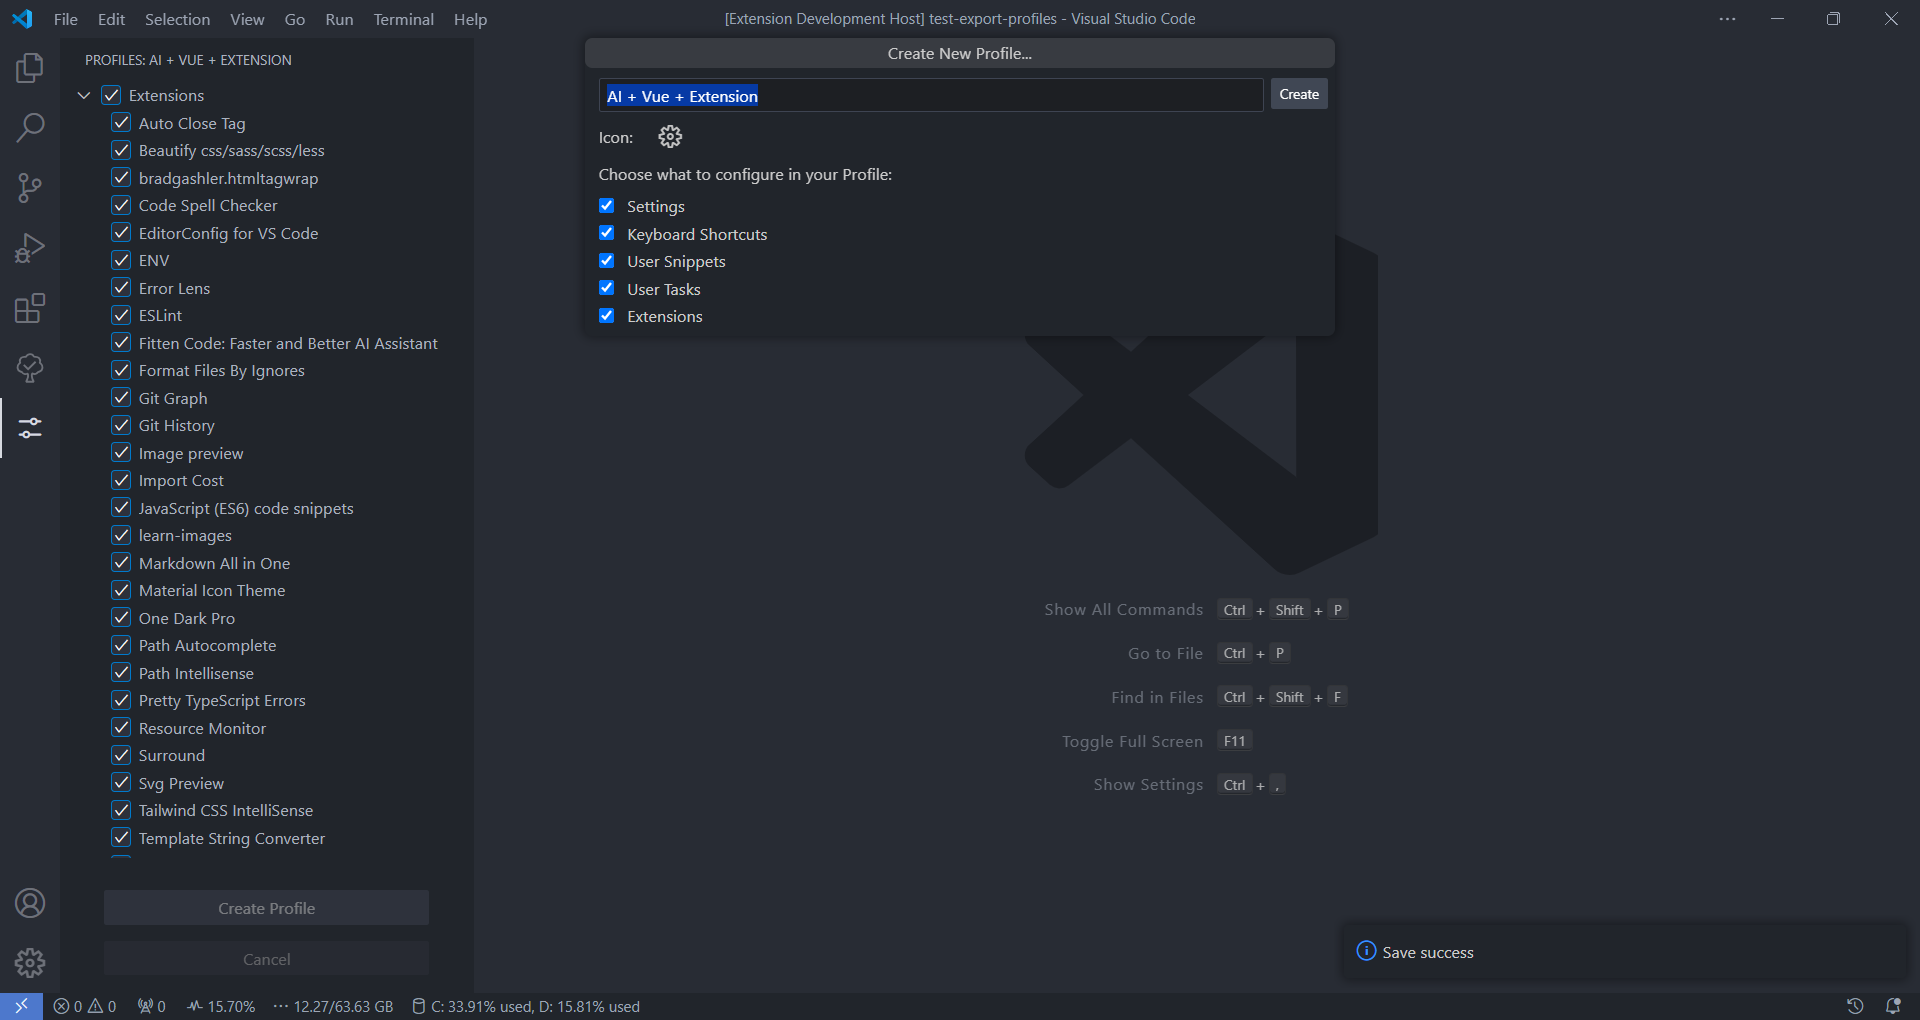 File Edit Selection View Go Run Terminal Help
[Extension Development Host] test-export-profiles - Visual Studio Code
PROFILES: AI + VUE + EXTENSION
Extensions
Auto Close Tag
Beautify css/sass/scss/less
bradgashler.htmltagwrap
Code Spell Checker
EditorConfig for VS Code
ENV
Error Lens
ESLint
Fitten Code: Faster and Better AI Assistant
Format Files By Ignores
Git Graph
Git History
Image preview
Import Cost
JavaScript (ES6) code snippets
learn-images
Markdown All in One
Material Icon Theme
One Dark Pro
Path Autocomplete
Path Intellisense
Pretty TypeScript Errors
Resource Monitor
Surround
Svg Preview
Tailwind CSS IntelliSense
Template String Converter
Create Profile
Cancel
Create New Profile...
AI + Vue + Extension
Create
Icon:
Choose what to configure in your Profile:
Settings
Keyboard Shortcuts
User Snippets
User Tasks
Extensions
Show All Commands Ctrl + Shift + P
Go to File Ctrl + P
Find in Files Ctrl + Shift + F
Toggle Full Screen F11
Show Settings Ctrl + ,
Save success
0 0 0 15.70% 12.27/63.63 GB C: 33.91% used, D: 15.81% used